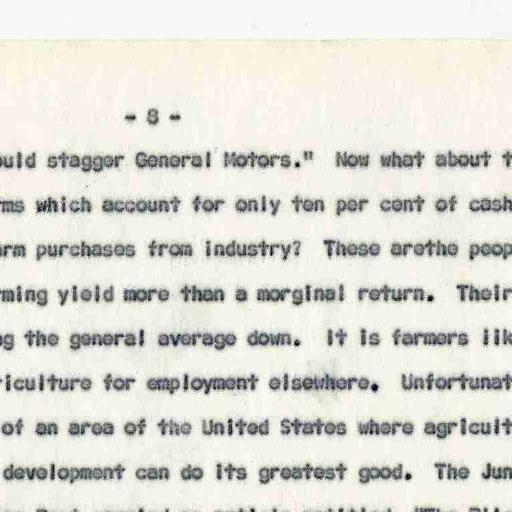 - 8 -
ould stagger General Motors." Now what about t
rms which account for only ten per cent of cash
arm purchases from industry? These arethe peop
rming yield more than a marginal return. Their
ng the general average down. It is farmers lik
riculture for employment elsewhere. Unfortunat
of an area of the United States where agricult
development can do its greatest good. The Jun